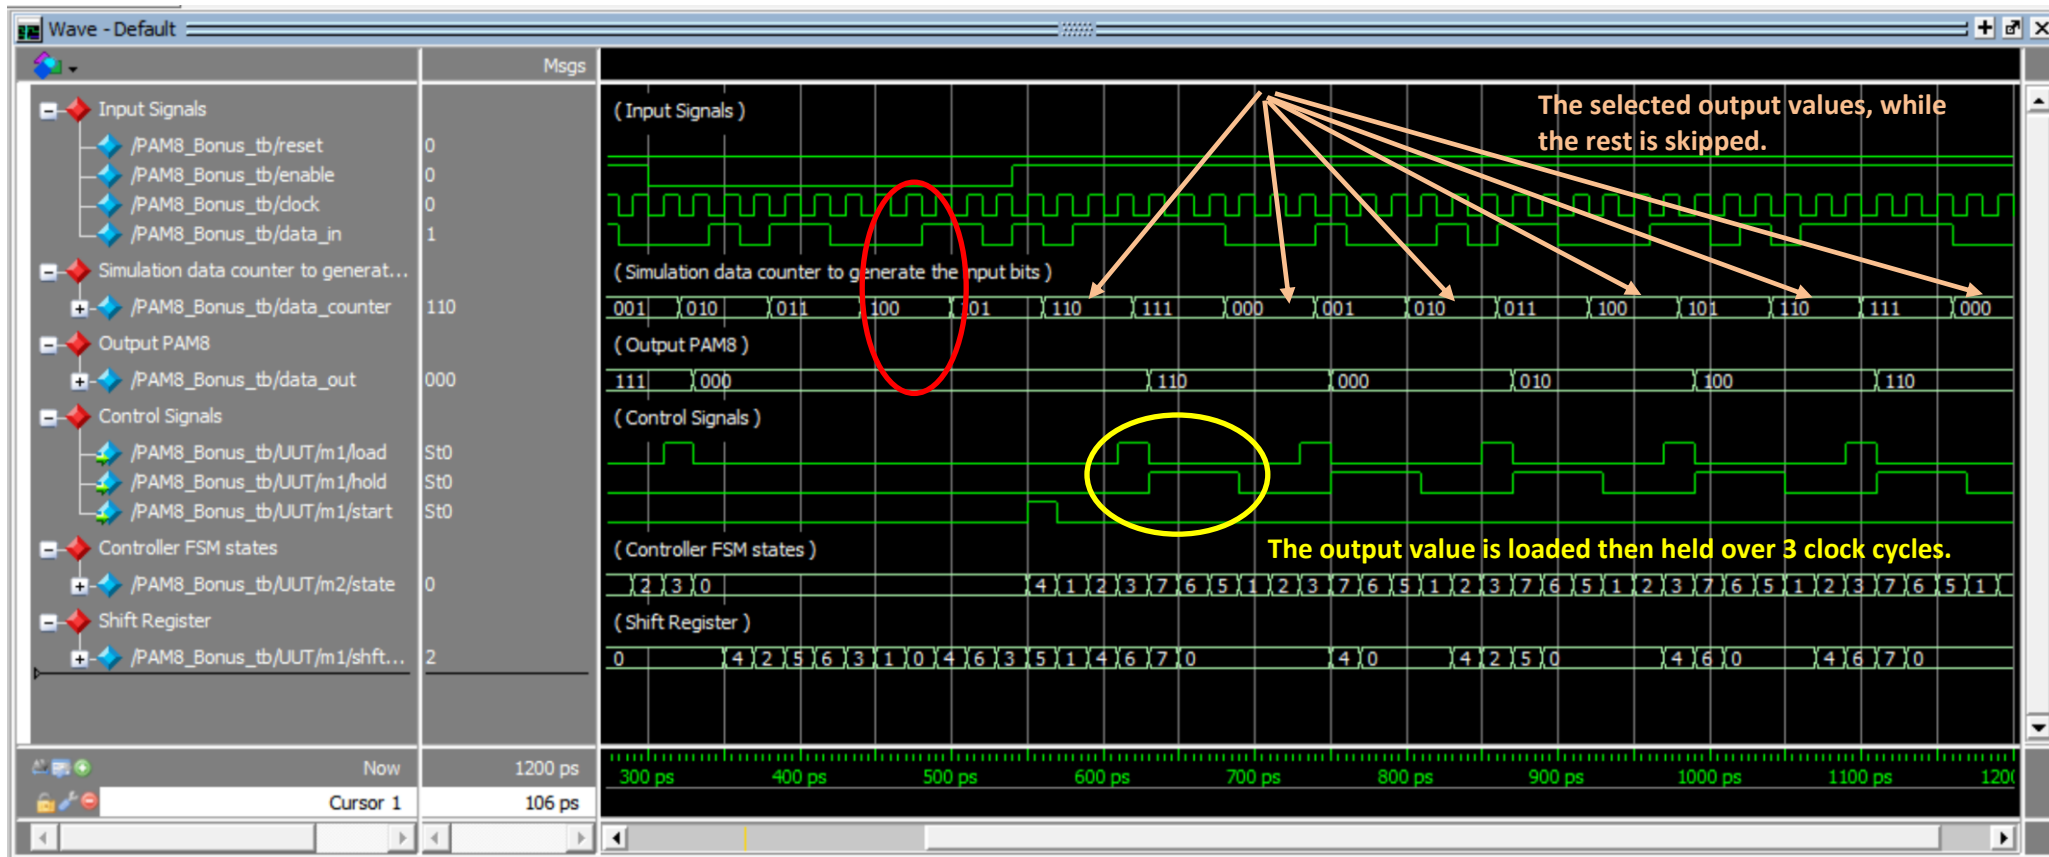 Wave - Default
Msgs
Input Signals
/PAM8_Bonus_tb/reset 0
/PAM8_Bonus_tb/enable 0
/PAM8_Bonus_tb/clock 0
/PAM8_Bonus_tb/data_in 1
Simulation data counter to generat...
/PAM8_Bonus_tb/data_counter 110
Output PAM8
/PAM8_Bonus_tb/data_out 000
Control Signals
/PAM8_Bonus_tb/UUT/m1/load St0
/PAM8_Bonus_tb/UUT/m1/hold St0
/PAM8_Bonus_tb/UUT/m1/start St0
Controller FSM states
/PAM8_Bonus_tb/UUT/m2/state 0
Shift Register
/PAM8_Bonus_tb/UUT/m1/shft... 2
( Input Signals )
The selected output values, while
the rest is skipped.
( Simulation data counter to generate the input bits )
001 010 011 100 101 110 111 000 001 010 011 100 101 110 111 000
( Output PAM8 )
111 000 110 000 010 100 110
( Control Signals )
The output value is loaded then held over 3 clock cycles.
( Controller FSM states )
2 3 0 4 1 2 3 7 6 5 1 2 3 7 6 5 1 2 3 7 6 5 1 2 3 7 6 5 1 2 3 7 6 5 1
( Shift Register )
0 4 2 5 6 3 1 0 4 6 3 5 1 4 6 7 0 4 0 4 2 5 0 4 6 0 4 6 7 0
Now 1200 ps
Cursor 1 106 ps
300 ps 400 ps 500 ps 600 ps 700 ps 800 ps 900 ps 1000 ps 1100 ps 120